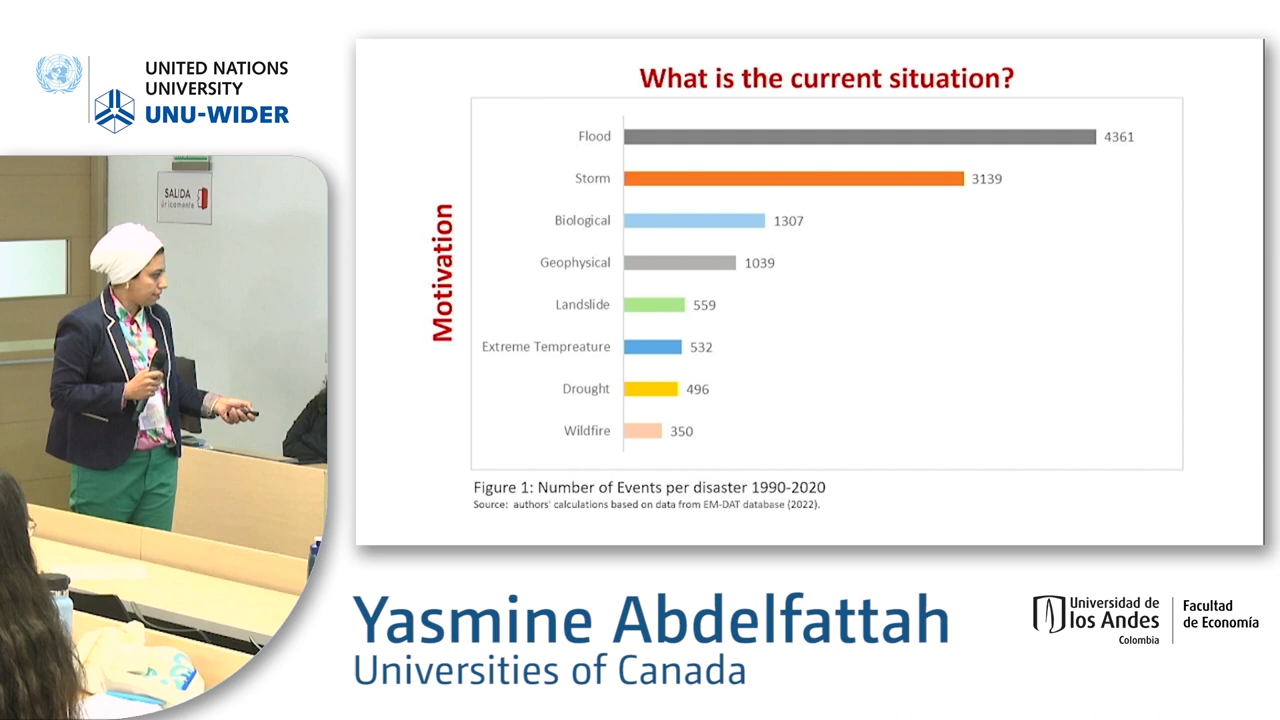 UNITED NATIONS
UNIVERSITY
UNU-WIDER
SALIDA
únicamente
What is the current situation?
Motivation
Flood 4361
Storm 3139
Biological 1307
Geophysical 1039
Landslide 559
Extreme Tempreature 532
Drought 496
Wildfire 350
Figure 1: Number of Events per disaster 1990-2020
Source: authors' calculations based on data from EM-DAT database (2022).
Yasmine Abdelfattah
Universities of Canada
Universidad de
los Andes
Colombia
Facultad
de Economía